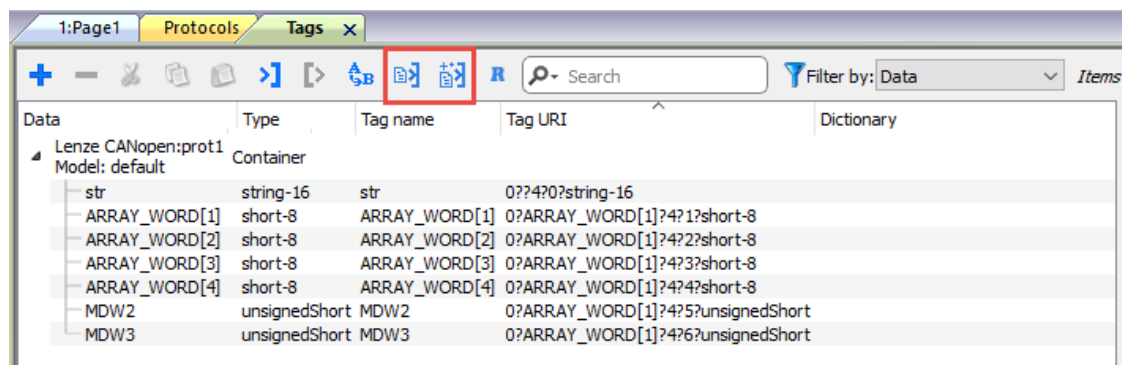 1:Page1 Protocols Tags x
A B R Search Filter by: Data Items
Data Type Tag name Tag URI Dictionary
Lenze CANopen:prot1
Model: default Container
str string-16 str 0??4?0?string-16
ARRAY_WORD[1] short-8 ARRAY_WORD[1] 0?ARRAY_WORD[1]?4?1?short-8
ARRAY_WORD[2] short-8 ARRAY_WORD[2] 0?ARRAY_WORD[1]?4?2?short-8
ARRAY_WORD[3] short-8 ARRAY_WORD[3] 0?ARRAY_WORD[1]?4?3?short-8
ARRAY_WORD[4] short-8 ARRAY_WORD[4] 0?ARRAY_WORD[1]?4?4?short-8
MDW2 unsignedShort MDW2 0?ARRAY_WORD[1]?4?5?unsignedShort
MDW3 unsignedShort MDW3 0?ARRAY_WORD[1]?4?6?unsignedShort